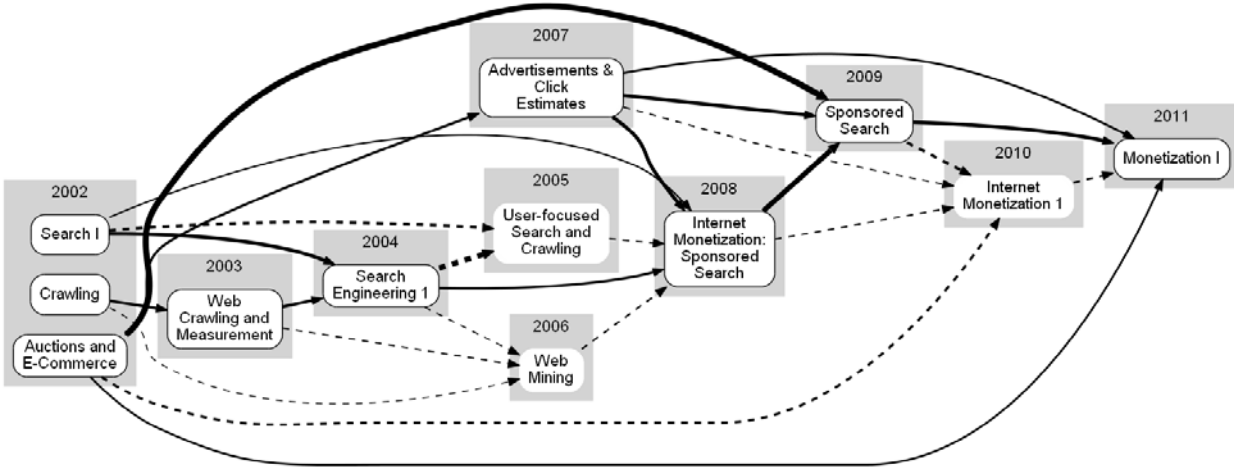 2002
Search I
Crawling
Auctions and
E-Commerce
2003
Web
Crawling and
Measurement
2004
Search
Engineering 1
2005
User-focused
Search and
Crawling
2006
Web
Mining
2007
Advertisements &
Click
Estimates
2008
Internet
Monetization:
Sponsored
Search
2009
Sponsored
Search
2010
Internet
Monetization 1
2011
Monetization I